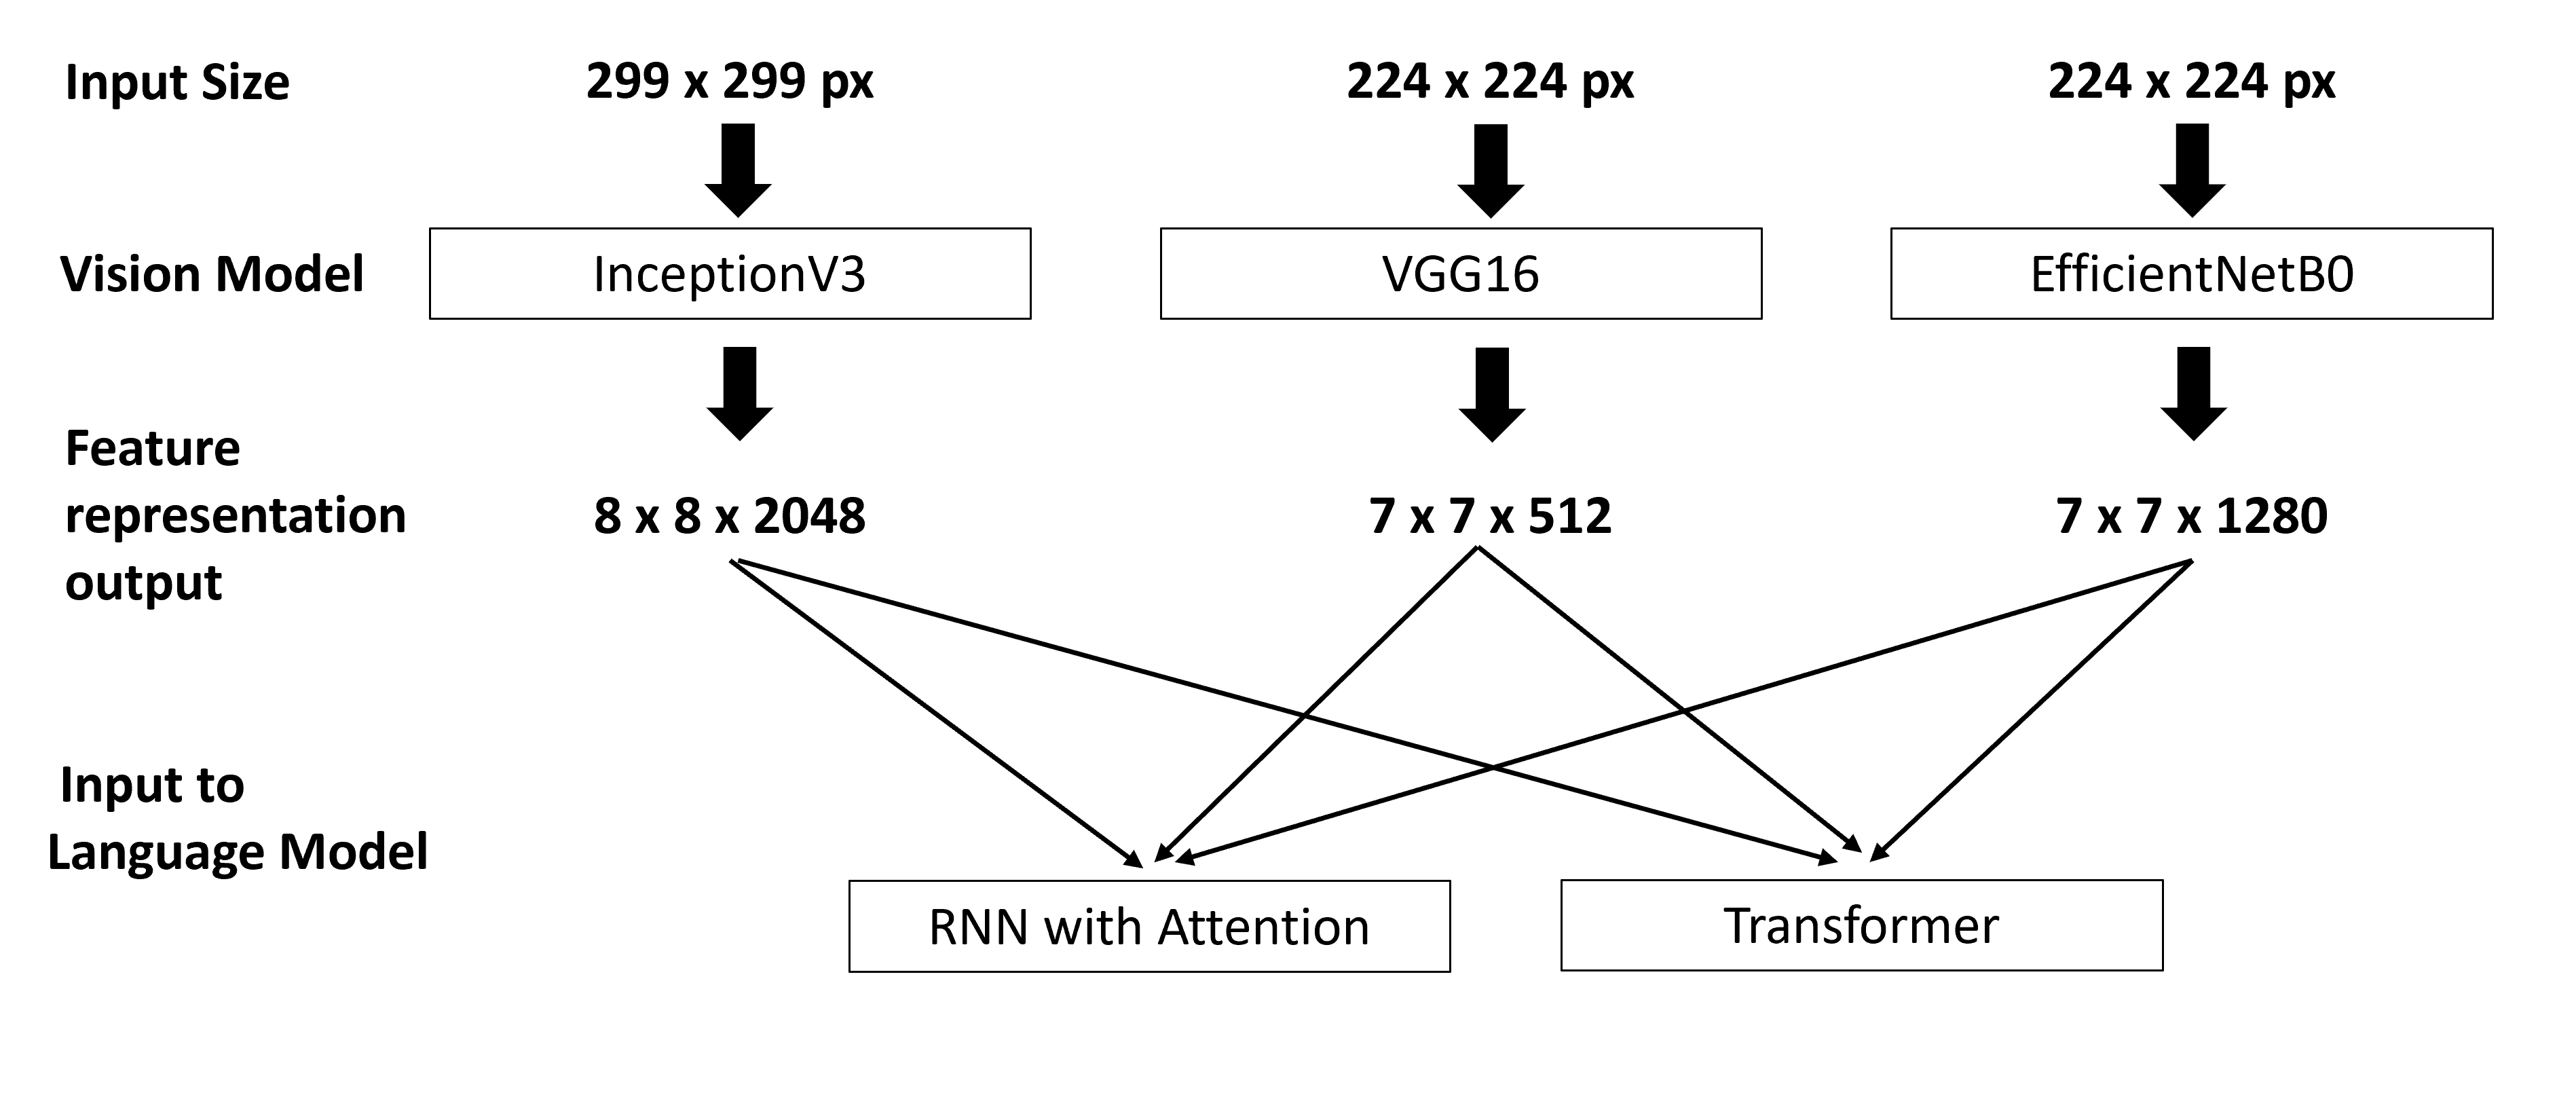 Input Size
299 x 299 px
224 x 224 px
224 x 224 px
Vision Model
InceptionV3
VGG16
EfficientNetB0
Feature
representation
output
8 x 8 x 2048
7 x 7 x 512
7 x 7 x 1280
Input to
Language Model
RNN with Attention
Transformer